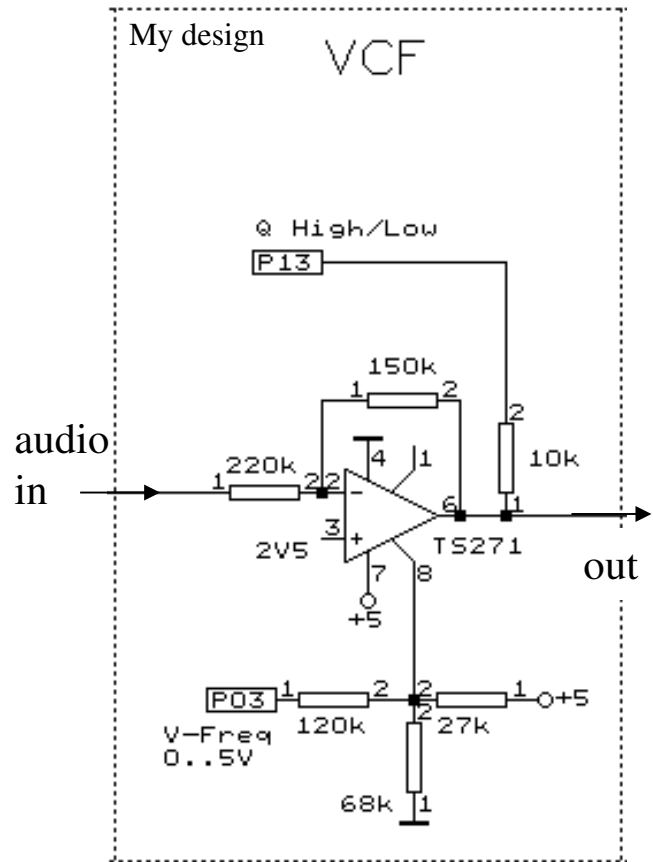 My design
VCF
Q High/Low
P13
150k
1 2
2
audio
in
4 1
10k
220k
1 2 2 - 6 1
3 +
2V5
TS271
7 8
out
+5
P03
1 2 2 1
+5
120k 2 27k
V-Freq
0..5V
68k 1